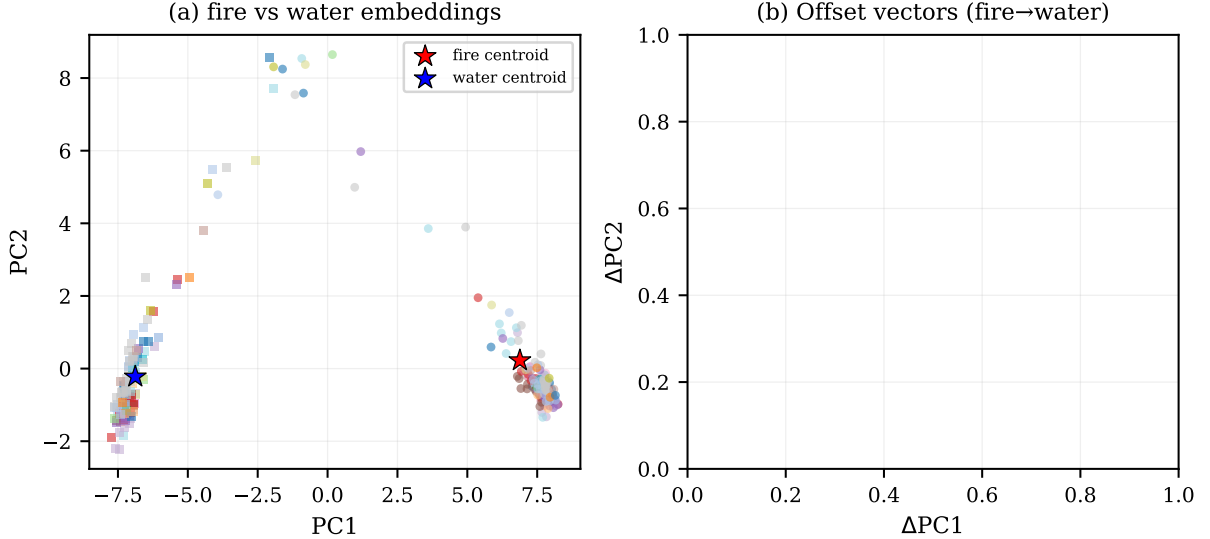 (a) fire vs water embeddings
fire centroid
water centroid
PC2
8
6
4
2
0
−2
−7.5 −5.0 −2.5 0.0 2.5 5.0 7.5
PC1
(b) Offset vectors (fire→water)
ΔPC2
1.0
0.8
0.6
0.4
0.2
0.0
0.0 0.2 0.4 0.6 0.8 1.0
ΔPC1